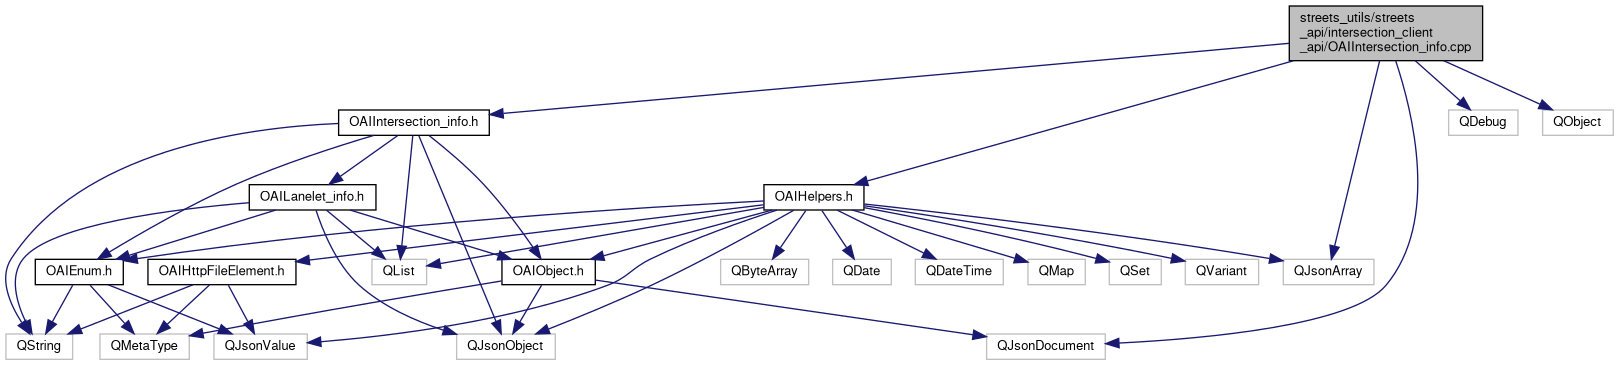 streets_utils/streets
_api/intersection_client
_api/OAIIntersection_info.cpp
OAIIntersection_info.h
QDebug
QObject
OAILanelet_info.h
OAIHelpers.h
OAIEnum.h
OAIHttpFileElement.h
QList
OAIObject.h
QByteArray
QDate
QDateTime
QMap
QSet
QVariant
QJsonArray
QString
QMetaType
QJsonValue
QJsonObject
QJsonDocument